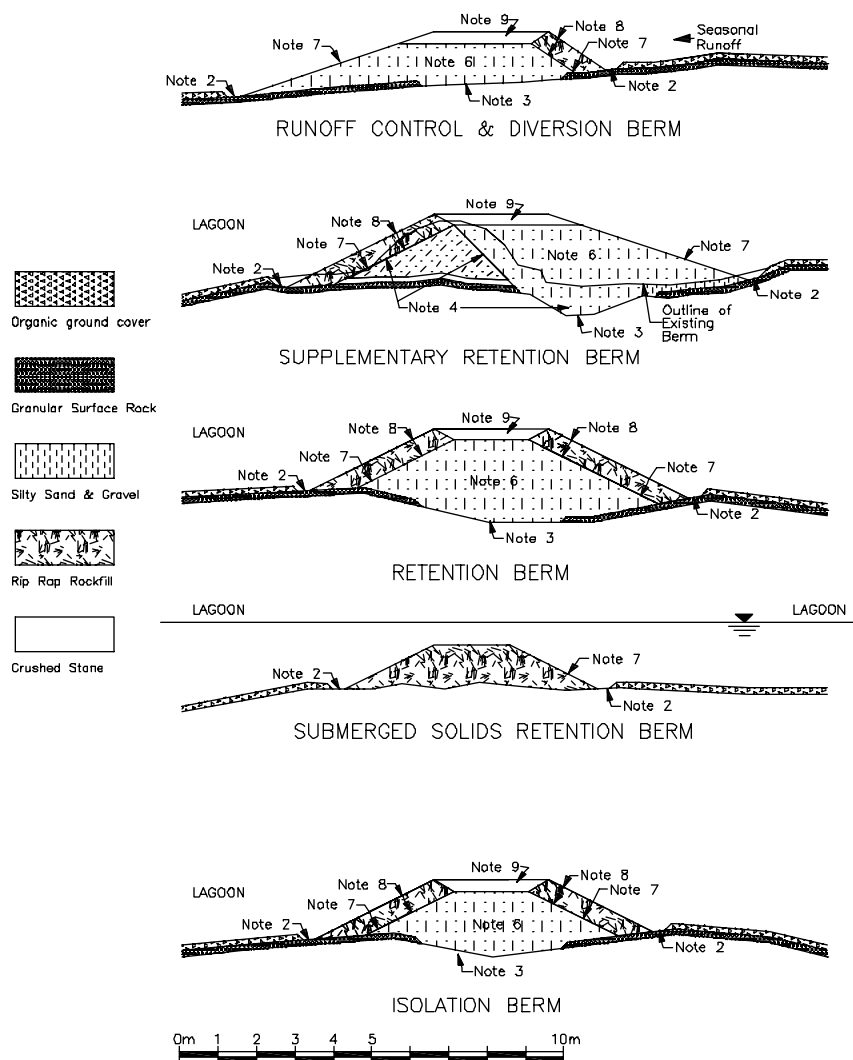 Note 9
Note 8
Note 7
Note 7
Seasonal
Runoff
Note 2
Note 6
Note 3
Note 2
RUNOFF CONTROL & DIVERSION BERM
LAGOON
Note 9
Note 8
Note 7
Note 7
Note 6
Note 2
Note 2
Note 4
Note 3
Outline of
Existing
Berm
SUPPLEMENTARY RETENTION BERM
Organic ground cover
Granular Surface Rock
Silty Sand & Gravel
Rip Rap Rockfill
Crushed Stone
LAGOON
Note 9
Note 8
Note 8
Note 7
Note 7
Note 2
Note 6
Note 2
Note 3
RETENTION BERM
LAGOON
LAGOON
Note 2
Note 7
Note 2
SUBMERGED SOLIDS RETENTION BERM
LAGOON
Note 9
Note 8
Note 8
Note 7
Note 7
Note 2
Note 6
Note 2
Note 3
ISOLATION BERM
0m 1 2 3 4 5 10m